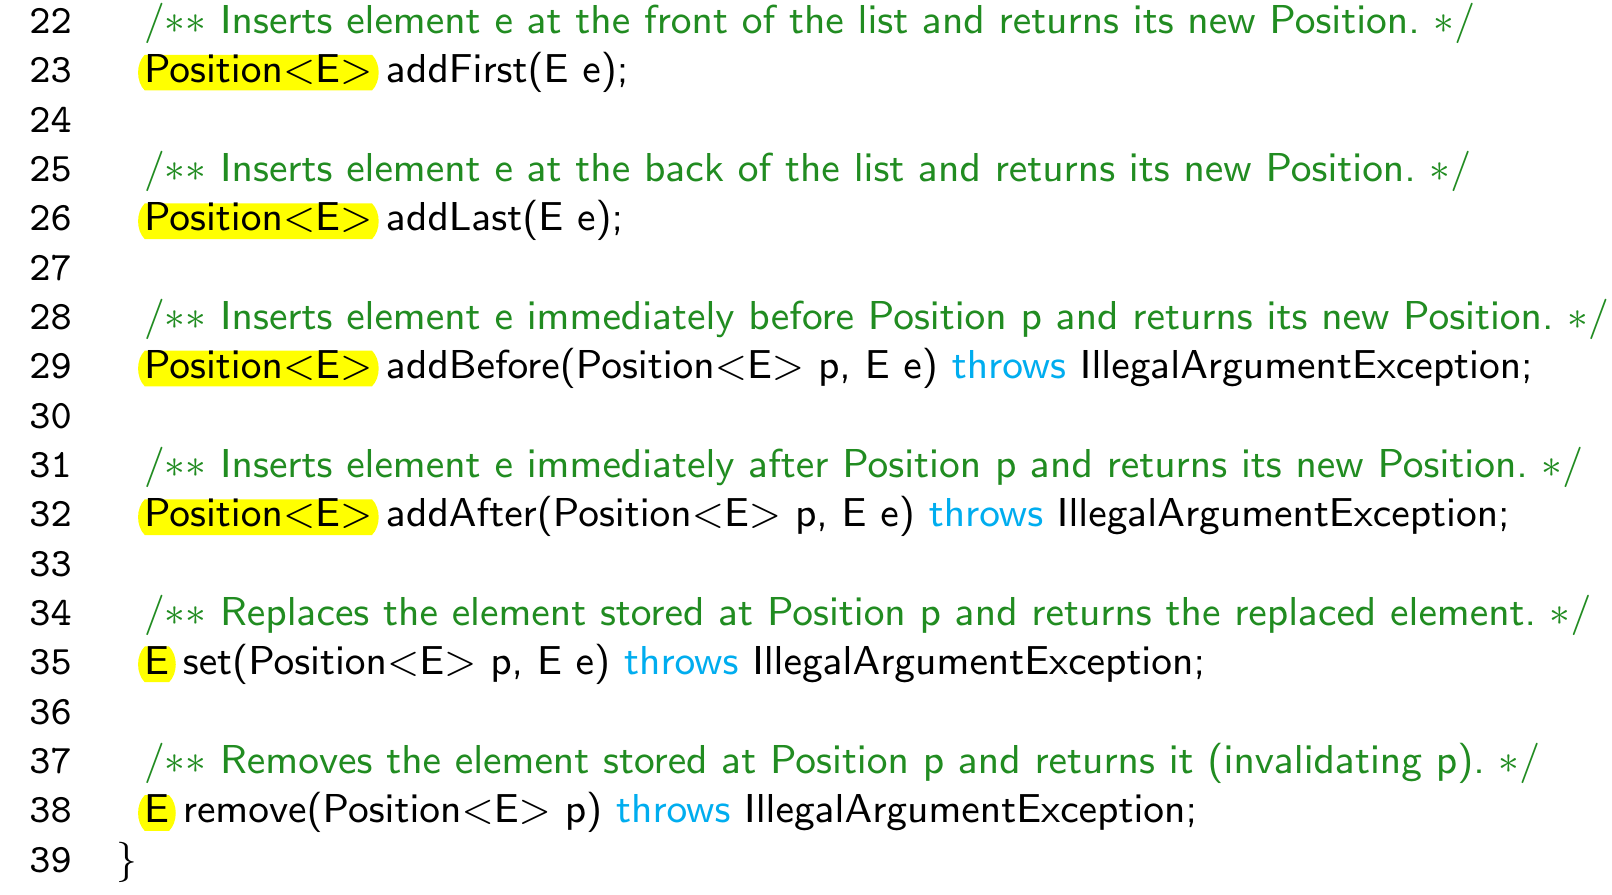 22 /** Inserts element e at the front of the list and returns its new Position. */
23 Position<E> addFirst(E e);
24
25 /** Inserts element e at the back of the list and returns its new Position. */
26 Position<E> addLast(E e);
27
28 /** Inserts element e immediately before Position p and returns its new Position. */
29 Position<E> addBefore(Position<E> p, E e) throws IllegalArgumentException;
30
31 /** Inserts element e immediately after Position p and returns its new Position. */
32 Position<E> addAfter(Position<E> p, E e) throws IllegalArgumentException;
33
34 /** Replaces the element stored at Position p and returns the replaced element. */
35 E set(Position<E> p, E e) throws IllegalArgumentException;
36
37 /** Removes the element stored at Position p and returns it (invalidating p). */
38 E remove(Position<E> p) throws IllegalArgumentException;
39 }